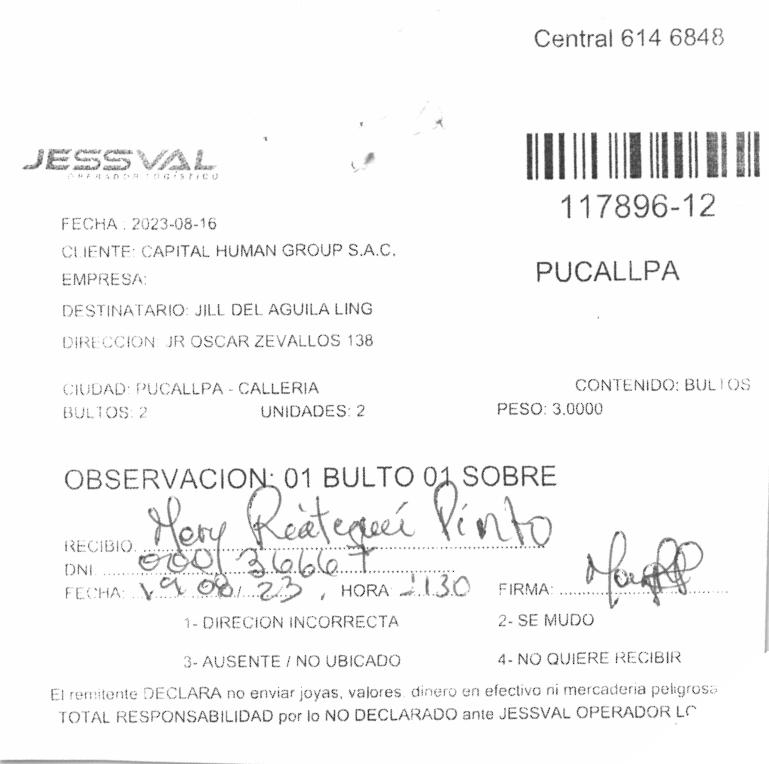 Central 614 6848
JESSVAL
OPERADOR LOGISTICO
117896-12
FECHA : 2023-08-16
CLIENTE: CAPITAL HUMAN GROUP S.A.C.
EMPRESA:
PUCALLPA
DESTINATARIO: JILL DEL AGUILA LING
DIRECCION: JR OSCAR ZEVALLOS 138
CIUDAD: PUCALLPA - CALLERIA
CONTENIDO: BULTOS
BULTOS: 2 UNIDADES: 2 PESO: 3.0000
OBSERVACION: 01 BULTO 01 SOBRE
RECIBIO Mery Reátegui Pinto
DNI 00013667
FECHA: 19 08/ 23, HORA 1130 FIRMA:
1- DIRECION INCORRECTA 2- SE MUDO
3- AUSENTE / NO UBICADO 4- NO QUIERE RECIBIR
El remitente DECLARA no enviar joyas, valores, dinero en efectivo ni mercaderia peligrosa
TOTAL RESPONSABILIDAD por lo NO DECLARADO ante JESSVAL OPERADOR LO